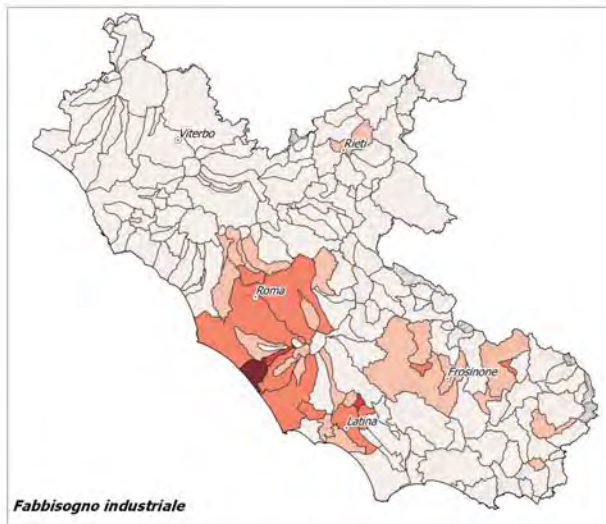 Viterbo
Rieti
Roma
Frosinone
Latina
Fabbisogno industriale